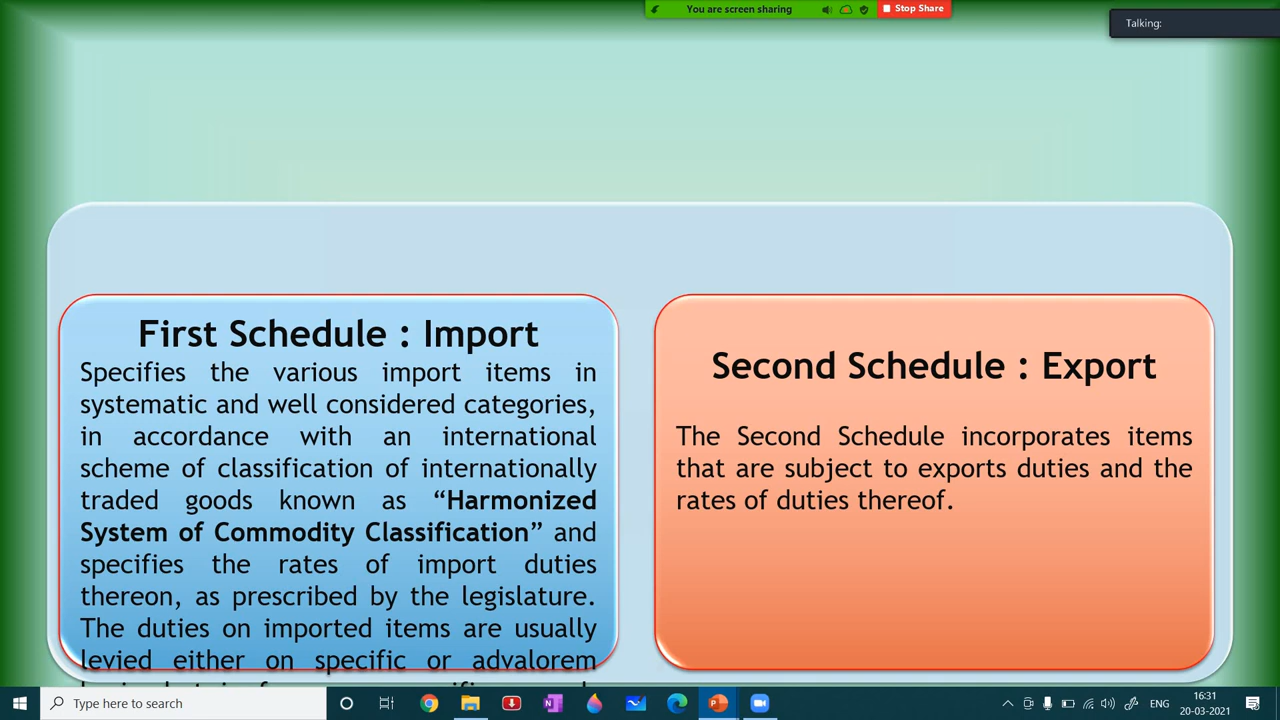 You are screen sharing
Stop Share
Talking:
First Schedule : Import
Specifies the various import items in
systematic and well considered categories,
in accordance with an international
scheme of classification of internationally
traded goods known as “Harmonized
System of Commodity Classification” and
specifies the rates of import duties
thereon, as prescribed by the legislature.
The duties on imported items are usually
levied either on specific or advalorem
Second Schedule : Export
The Second Schedule incorporates items
that are subject to exports duties and the
rates of duties thereof.
Type here to search
ENG
16:31
20-03-2021